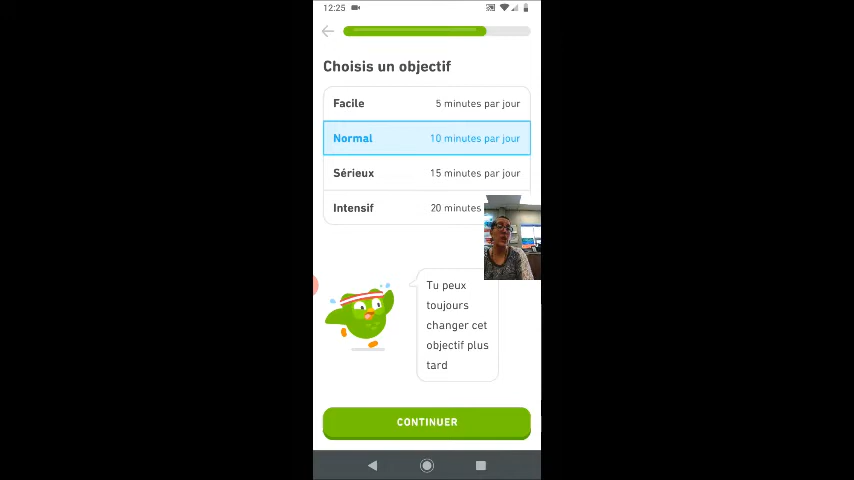 12:25
Choisis un objectif
Facile 5 minutes par jour
Normal 10 minutes par jour
Sérieux 15 minutes par jour
Intensif 20 minutes
Tu peux
toujours
changer cet
objectif plus
tard
CONTINUER